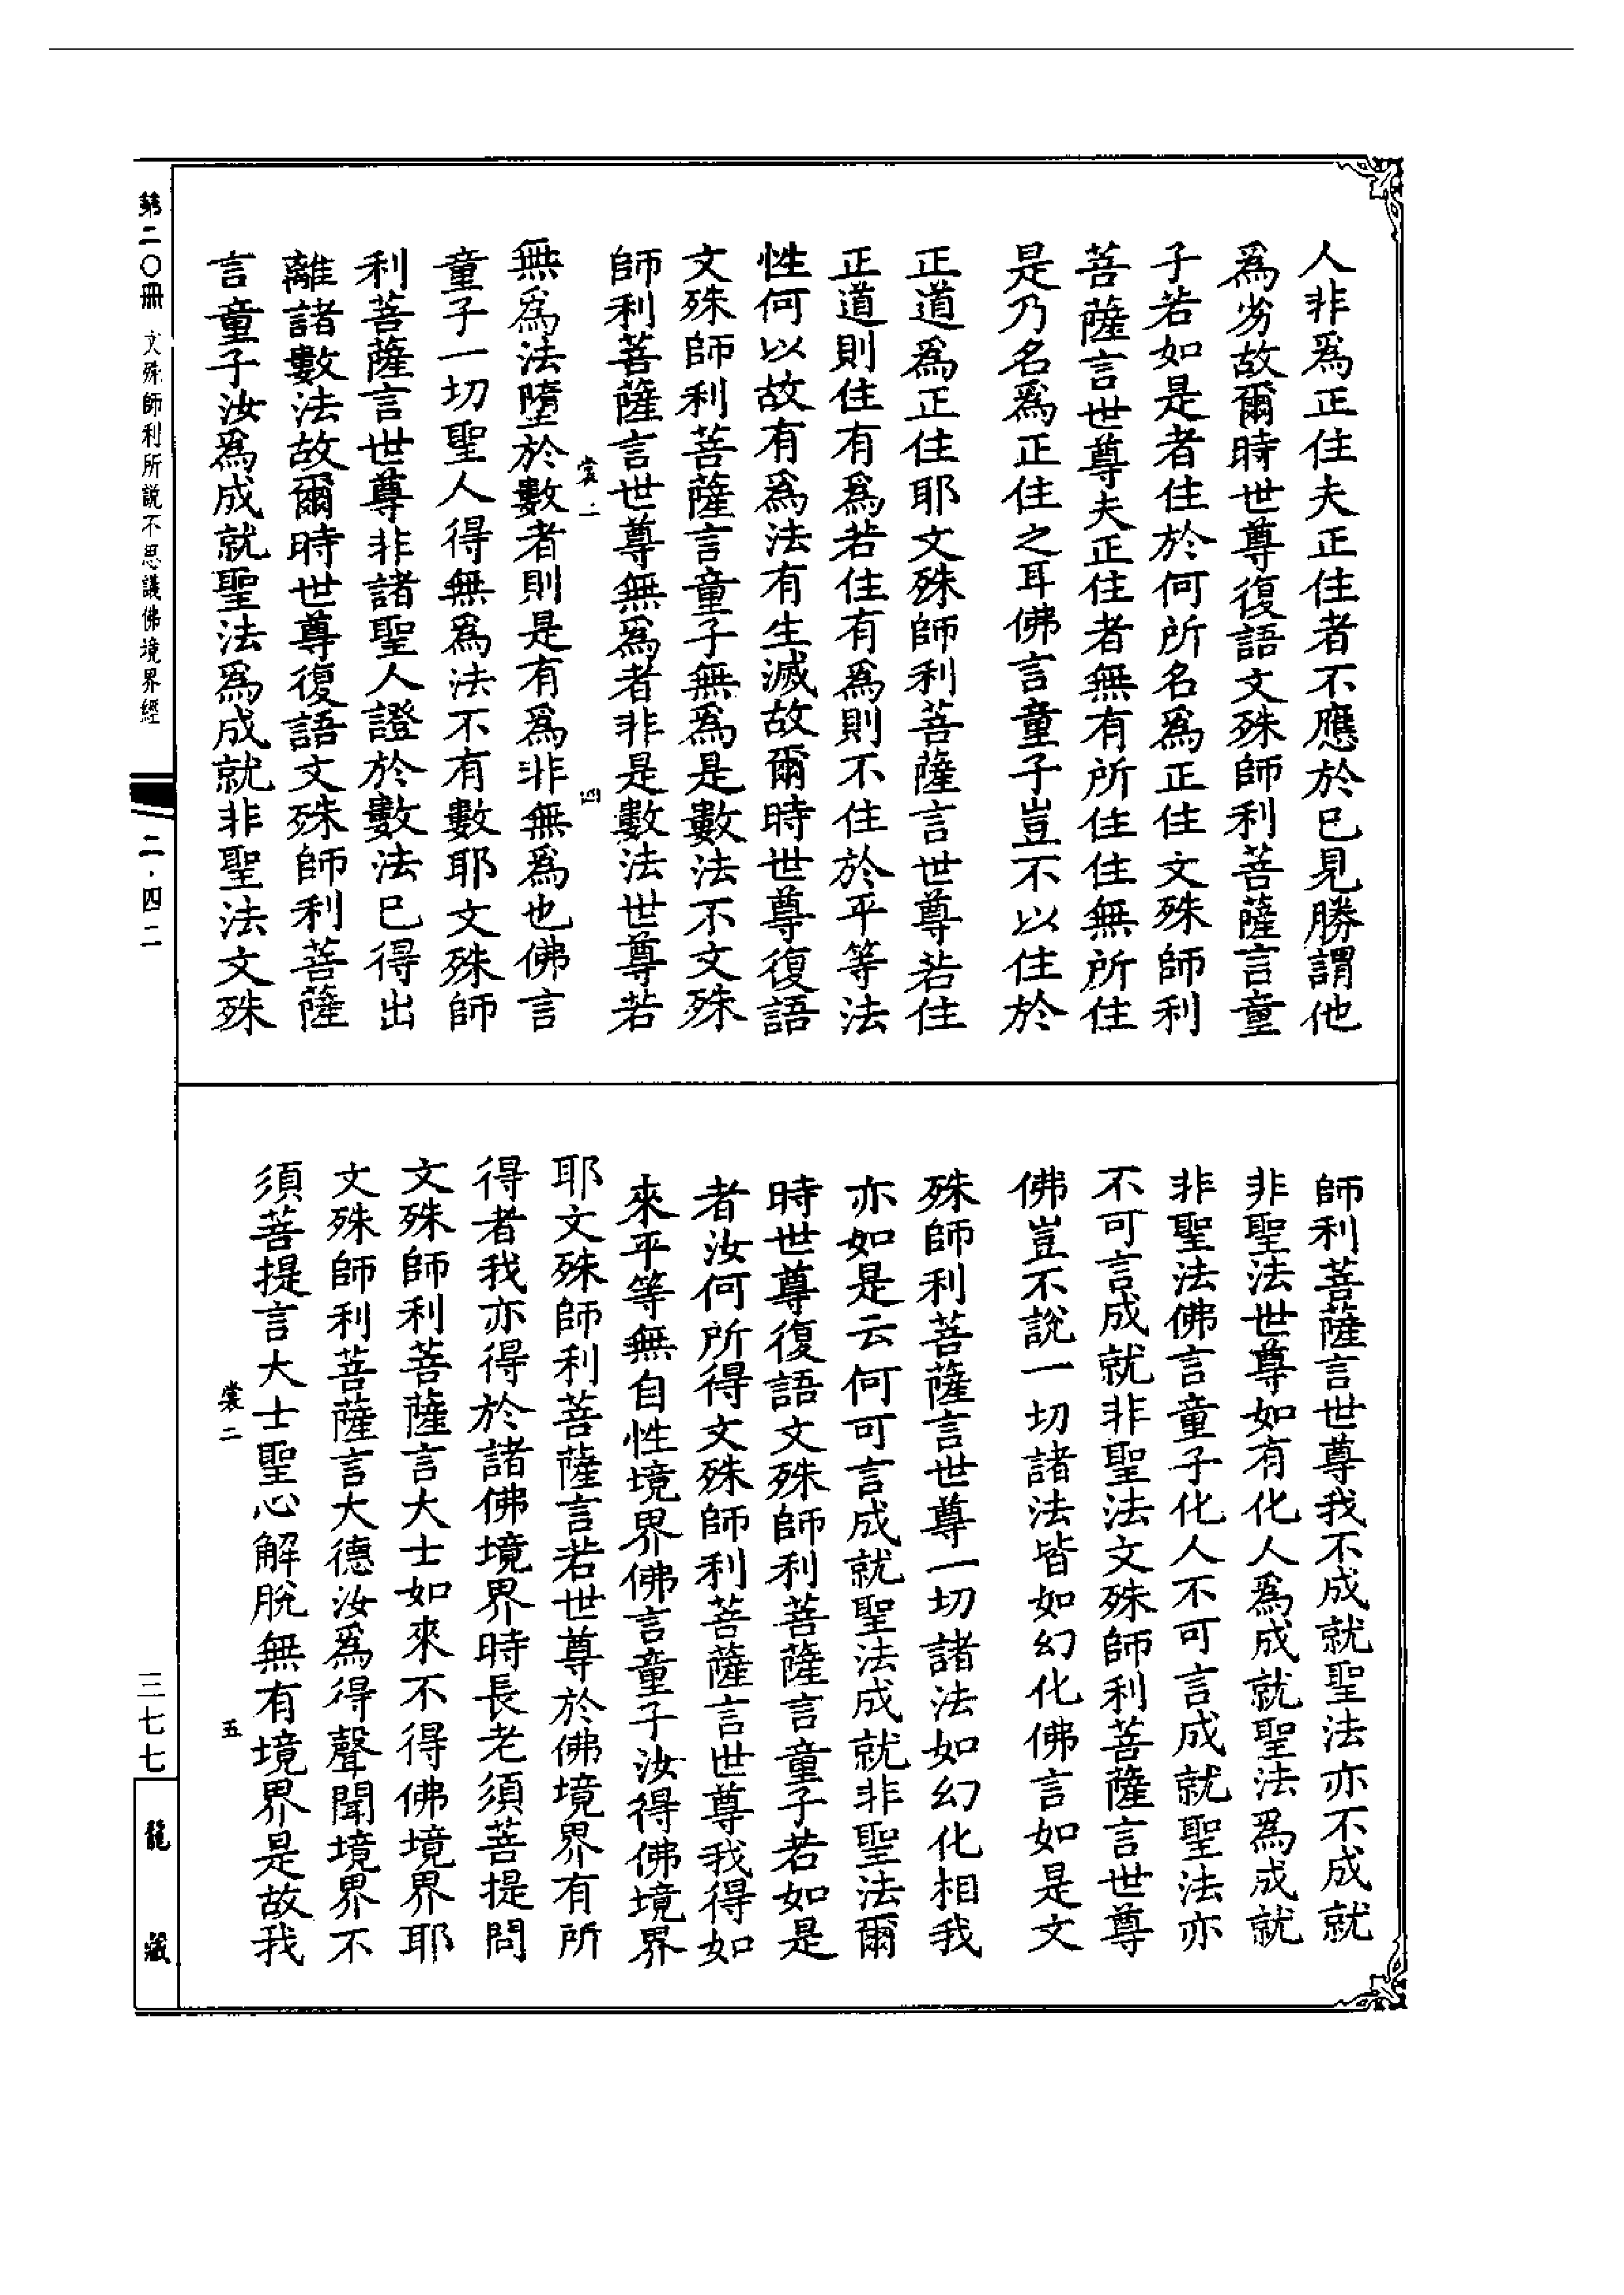 人非爲正住夫正住者不應於己見勝謂他
爲劣故爾時世尊復語文殊師利菩薩言童
子若如是者住於何所名爲正住文殊師利
菩薩言世尊夫正住者無有所住住無所住
是乃名爲正住之耳佛言童子豈不以住於
正道爲正住耶文殊師利菩薩言世尊若住
正道則住有爲若住有爲則不住於平等法
性何以故有爲法有生滅故爾時世尊復語
文殊師利菩薩言童子無爲是數法不文殊
師利菩薩言世尊無爲者非是數法世尊若
裳二 四
無爲法墮於數者則是有爲非無爲也佛言
童子一切聖人得無爲法不有數耶文殊師
利菩薩言世尊非諸聖人證於數法已得出
離諸數法故爾時世尊復語文殊師利菩薩
言童子汝爲成就聖法爲成就非聖法文殊
師利菩薩言世尊我不成就聖法亦不成就
非聖法世尊如有化人爲成就聖法爲成就
非聖法佛言童子化人不可言成就聖法亦
不可言成就非聖法文殊師利菩薩言世尊
佛豈不說一切諸法皆如幻化佛言如是文
殊師利菩薩言世尊一切諸法如幻化相我
亦如是云何可言成就聖法成就非聖法爾
時世尊復語文殊師利菩薩言童子若如是
者汝何所得文殊師利菩薩言世尊我得如
來平等無自性境界佛言童子汝得佛境界
耶文殊師利菩薩言若世尊於佛境界有所
得者我亦得於諸佛境界時長老須菩提問
文殊師利菩薩言大士如來不得佛境界耶
文殊師利菩薩言大德汝爲得聲聞境界不
須菩提言大士聖心解脫無有境界是故我
裳二 五
第二〇冊 文殊師利所説不思議佛境界經
二·四二
三七七
龍藏